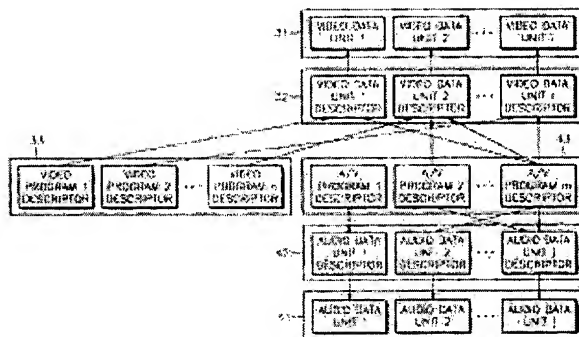 31
VIDEO DATA UNIT 1
VIDEO DATA UNIT 2
...
VIDEO DATA UNIT i
32
VIDEO DATA UNIT 1 DESCRIPTOR
VIDEO DATA UNIT 2 DESCRIPTOR
...
VIDEO DATA UNIT i DESCRIPTOR
33
VIDEO PROGRAM 1 DESCRIPTOR
VIDEO PROGRAM 2 DESCRIPTOR
...
VIDEO PROGRAM n DESCRIPTOR
A/V PROGRAM 1 DESCRIPTOR
A/V PROGRAM 2 DESCRIPTOR
...
A/V PROGRAM m DESCRIPTOR
AUDIO DATA UNIT 1 DESCRIPTOR
AUDIO DATA UNIT 2 DESCRIPTOR
...
AUDIO DATA UNIT j DESCRIPTOR
AUDIO DATA UNIT 1
AUDIO DATA UNIT 2
...
AUDIO DATA UNIT j